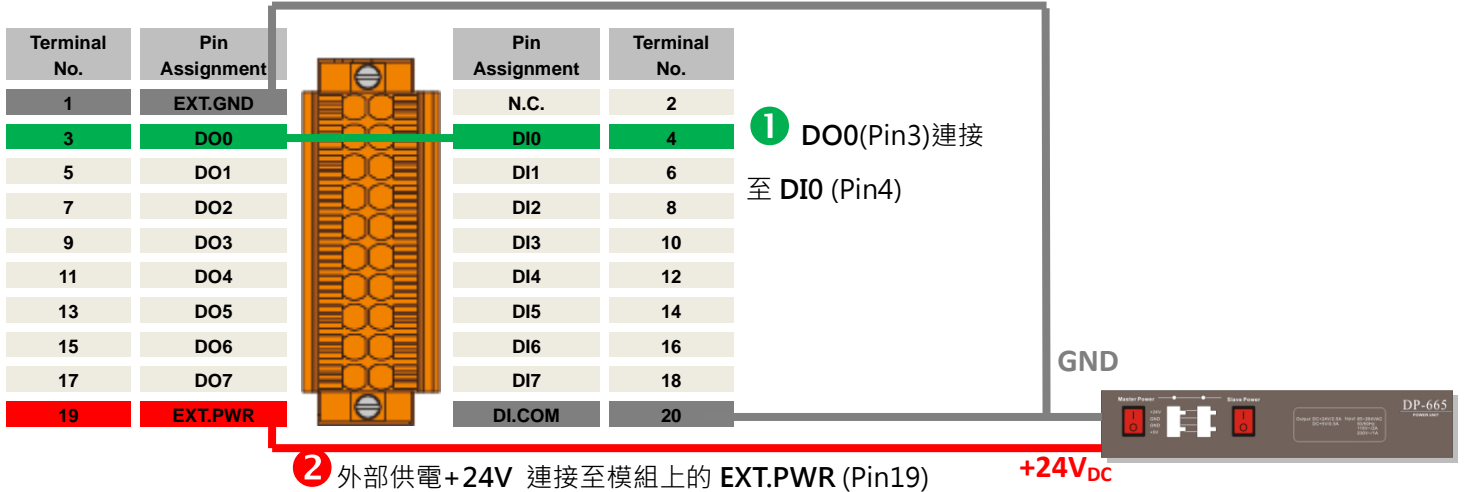 Terminal No. Pin Assignment Pin Assignment Terminal No.
1 EXT.GND N.C. 2
3 DO0 DI0 4
5 DO1 DI1 6
7 DO2 DI2 8
9 DO3 DI3 10
11 DO4 DI4 12
13 DO5 DI5 14
15 DO6 DI6 16
17 DO7 DI7 18
19 EXT.PWR DI.COM 20
1 DO0(Pin3)連接
至 DI0 (Pin4)
GND
Master Power
Slave Power
+24V
GND
GND
+5V
DP-665
POWER UNIT
+24VDC
2 外部供電+24V 連接至模組上的 EXT.PWR (Pin19)